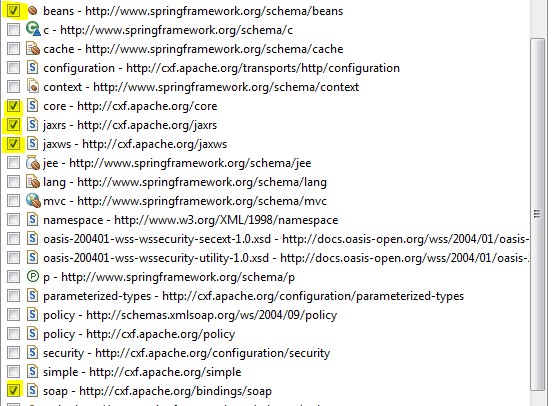 beans - http://www.springframework.org/schema/beans
c - http://www.springframework.org/schema/c
cache - http://www.springframework.org/schema/cache
configuration - http://cxf.apache.org/transports/http/configuration
context - http://www.springframework.org/schema/context
core - http://cxf.apache.org/core
jaxrs - http://cxf.apache.org/jaxrs
jaxws - http://cxf.apache.org/jaxws
jee - http://www.springframework.org/schema/jee
lang - http://www.springframework.org/schema/lang
mvc - http://www.springframework.org/schema/mvc
namespace - http://www.w3.org/XML/1998/namespace
oasis-200401-wss-wssecurity-secext-1.0.xsd - http://docs.oasis-open.org/wss/2004/01/oasis-
oasis-200401-wss-wssecurity-utility-1.0.xsd - http://docs.oasis-open.org/wss/2004/01/oasis-
p - http://www.springframework.org/schema/p
parameterized-types - http://cxf.apache.org/configuration/parameterized-types
policy - http://schemas.xmlsoap.org/ws/2004/09/policy
policy - http://cxf.apache.org/policy
security - http://cxf.apache.org/configuration/security
simple - http://cxf.apache.org/simple
soap - http://cxf.apache.org/bindings/soap